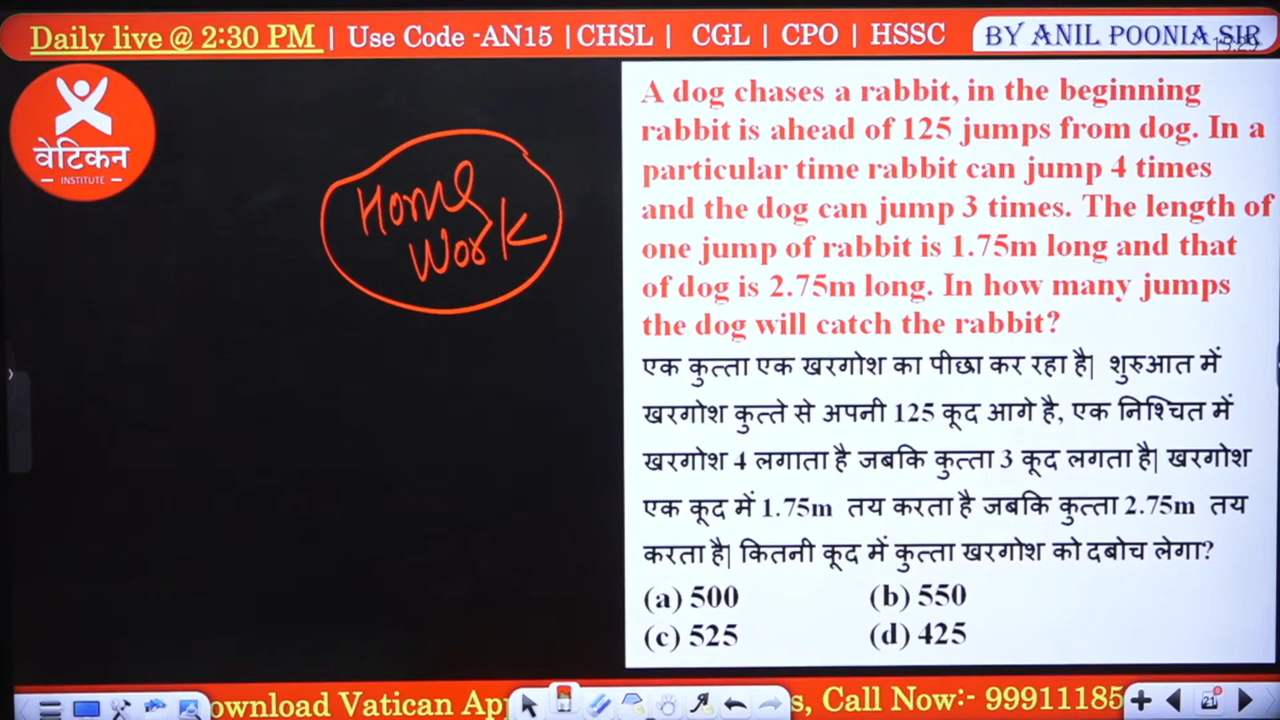 Daily live @ 2:30 PM | Use Code -AN15 |CHSL | CGL | CPO | HSSC
BY ANIL POONIA SIR
वेटिकन
INSTITUTE
Home
Work
A dog chases a rabbit, in the beginning
rabbit is ahead of 125 jumps from dog. In a
particular time rabbit can jump 4 times
and the dog can jump 3 times. The length of
one jump of rabbit is 1.75m long and that
of dog is 2.75m long. In how many jumps
the dog will catch the rabbit?
एक कुत्ता एक खरगोश का पीछा कर रहा है| शुरुआत में
खरगोश कुत्ते से अपनी 125 कूद आगे है, एक निश्चित में
खरगोश 4 लगाता है जबकि कुत्ता 3 कूद लगता है| खरगोश
एक कूद में 1.75m तय करता है जबकि कुत्ता 2.75m तय
करता है| कितनी कूद में कुत्ता खरगोश को दबोच लेगा?
(a) 500 (b) 550
(c) 525 (d) 425
ownload Vatican Ap s, Call Now:- 99911185
21